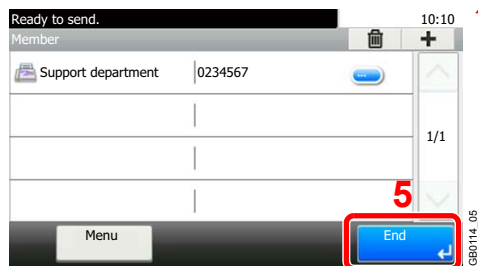 Ready to send. 10:10
Member
Support department 0234567
1/1
5
Menu End
GB0114_05